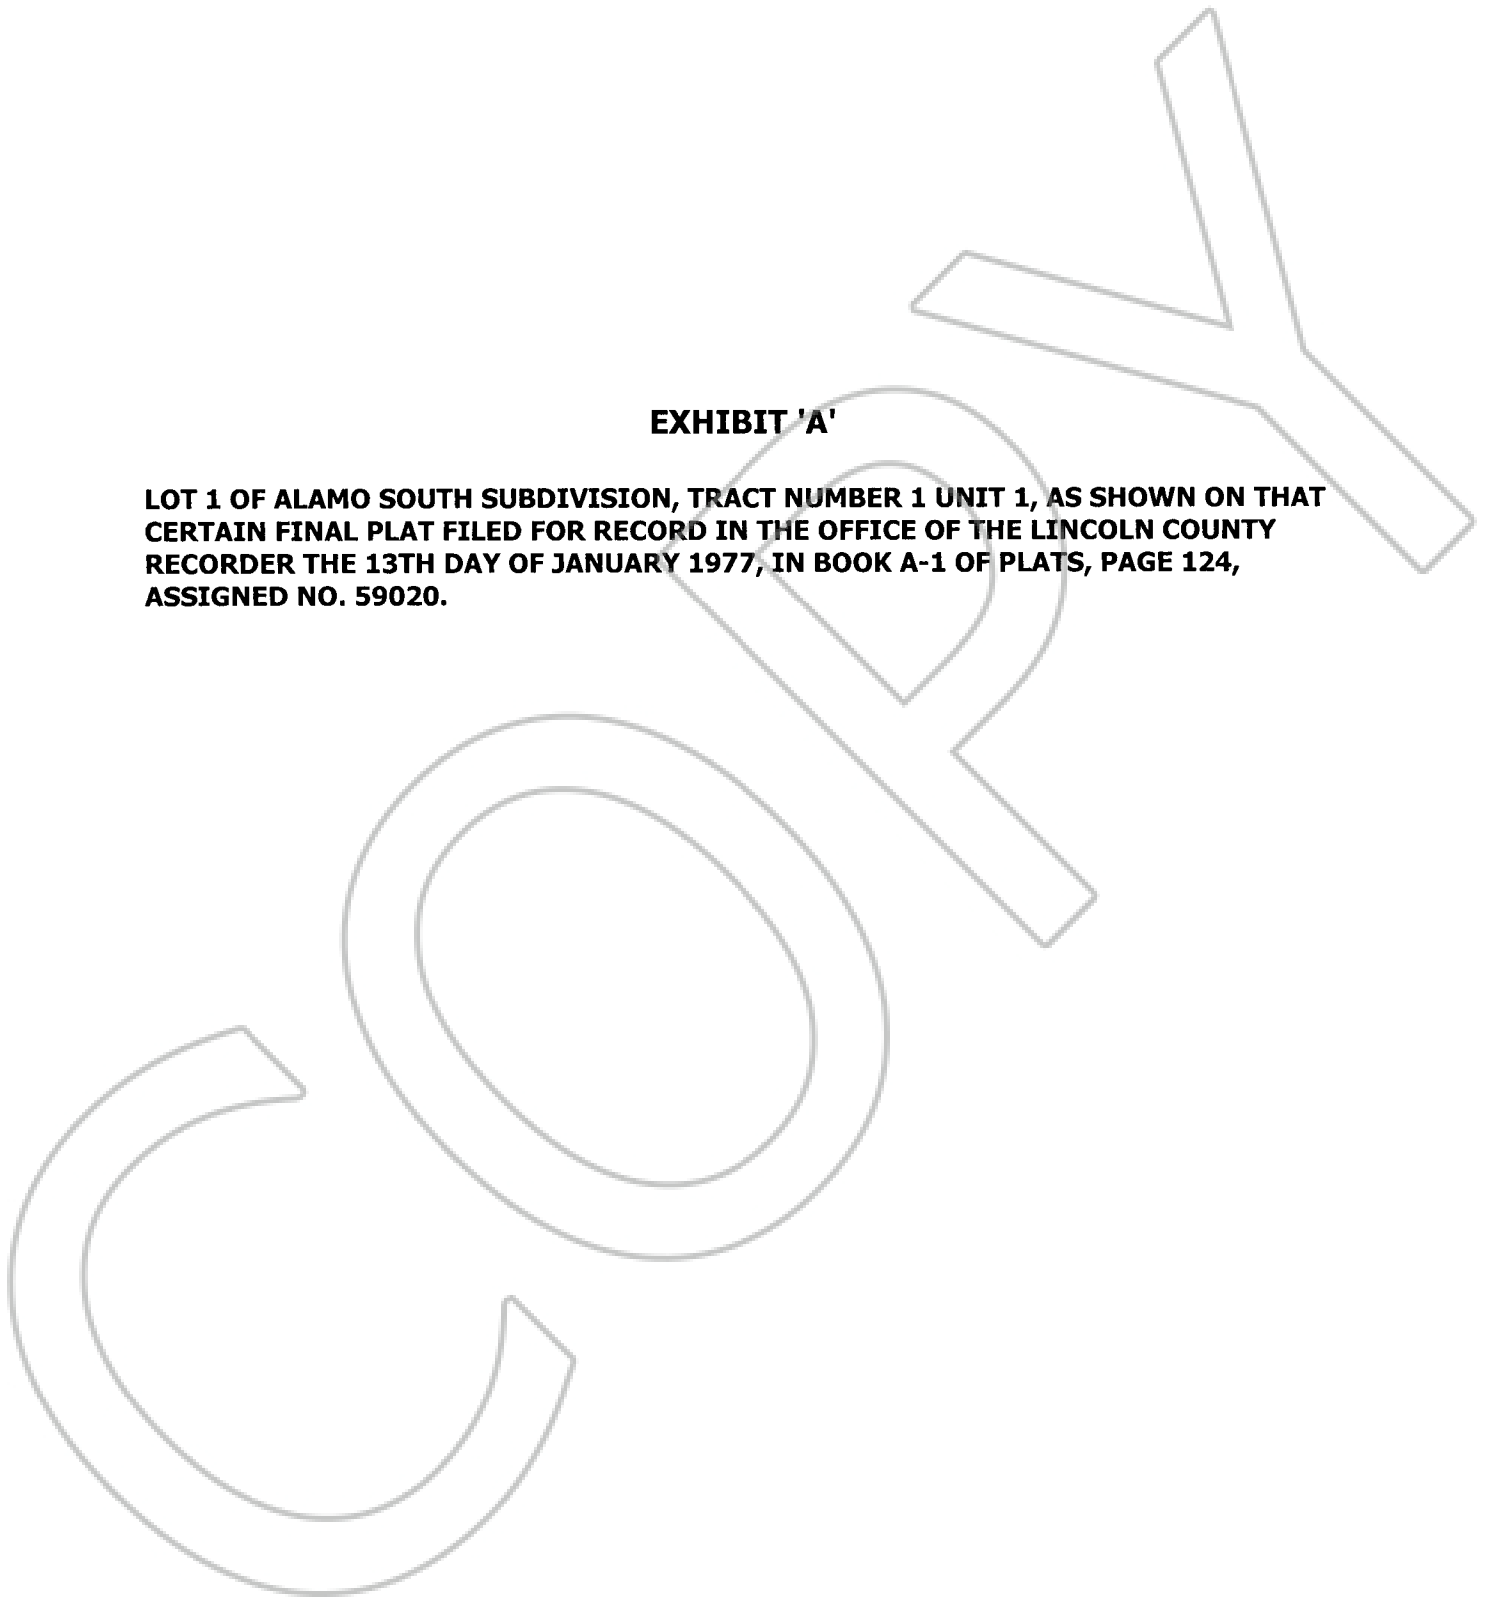 EXHIBIT 'A'
LOT 1 OF ALAMO SOUTH SUBDIVISION, TRACT NUMBER 1 UNIT 1, AS SHOWN ON THAT
CERTAIN FINAL PLAT FILED FOR RECORD IN THE OFFICE OF THE LINCOLN COUNTY
RECORDER THE 13TH DAY OF JANUARY 1977, IN BOOK A-1 OF PLATS, PAGE 124,
ASSIGNED NO. 59020.
COPY